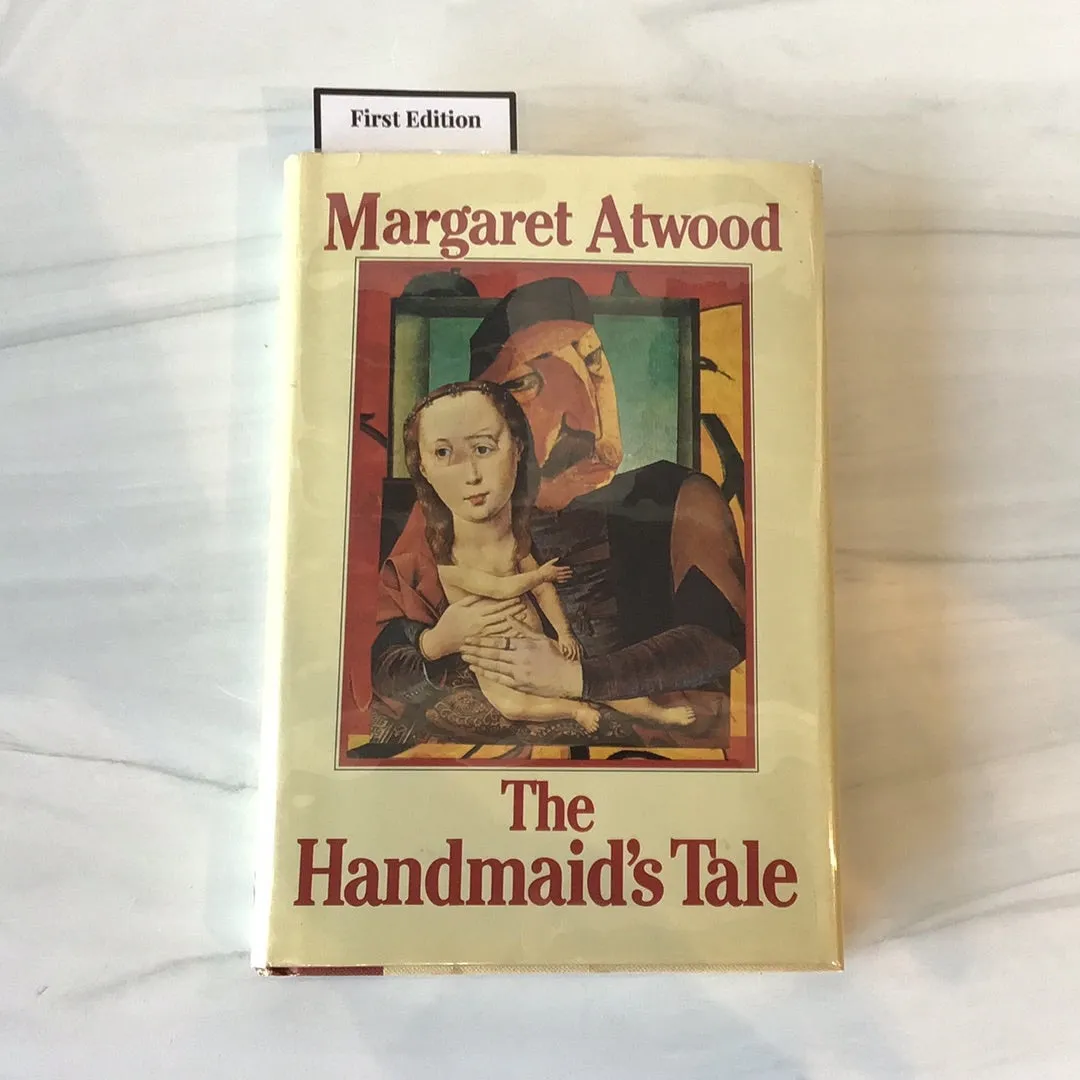 First Edition
Margaret Atwood
The
Handmaid's Tale